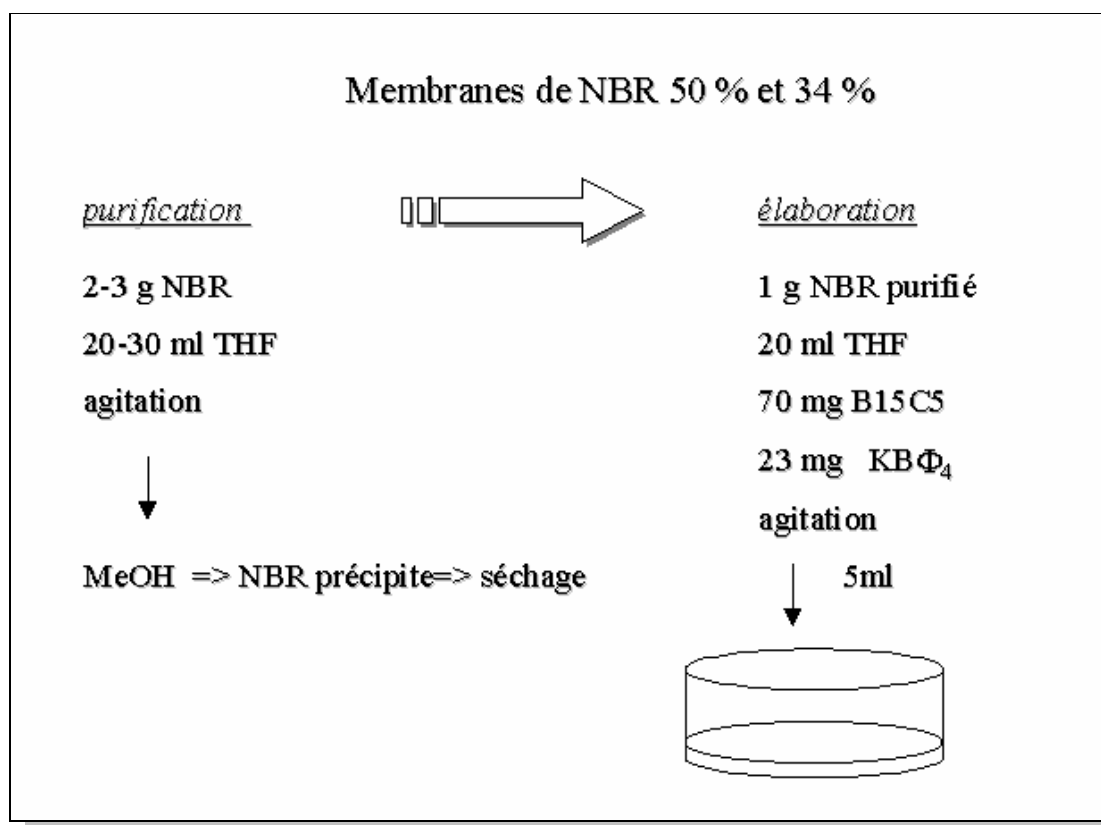 Membranes de NBR 50 % et 34 %
purification
2-3 g NBR
20-30 ml THF
agitation
MeOH => NBR précipite=> séchage
élaboration
1 g NBR purifié
20 ml THF
70 mg B15C5
23 mg KBΦ₄
agitation
5ml